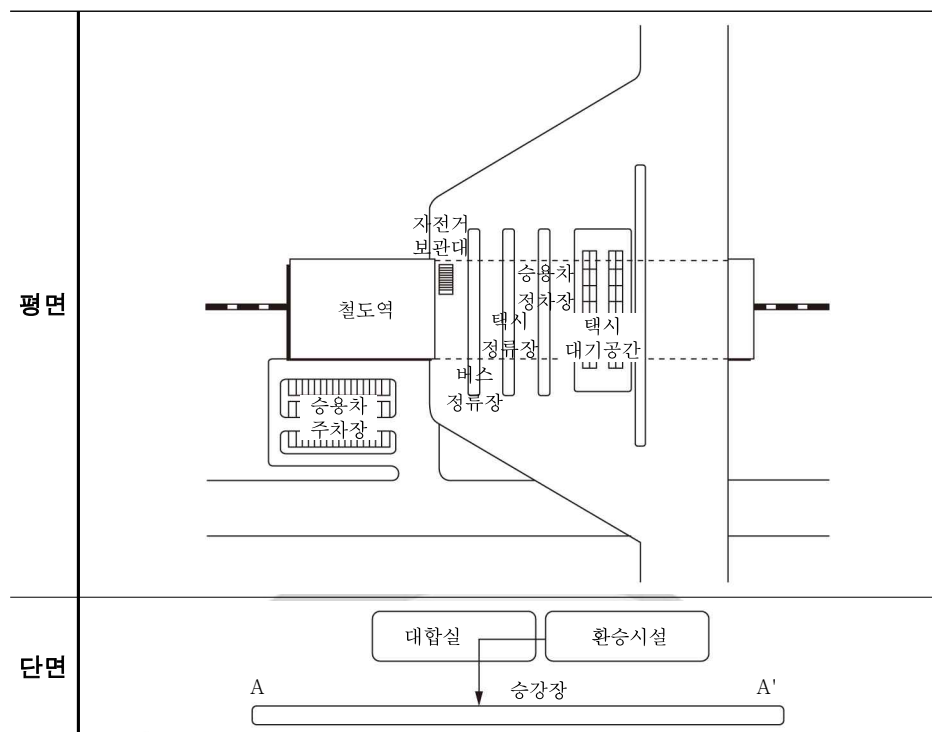 평면
자전거
보관대
철도역
승용차
정차장
택시
정류장
택시
대기공간
버스
정류장
승용차
주차장
단면
대합실
환승시설
A
승강장
A'